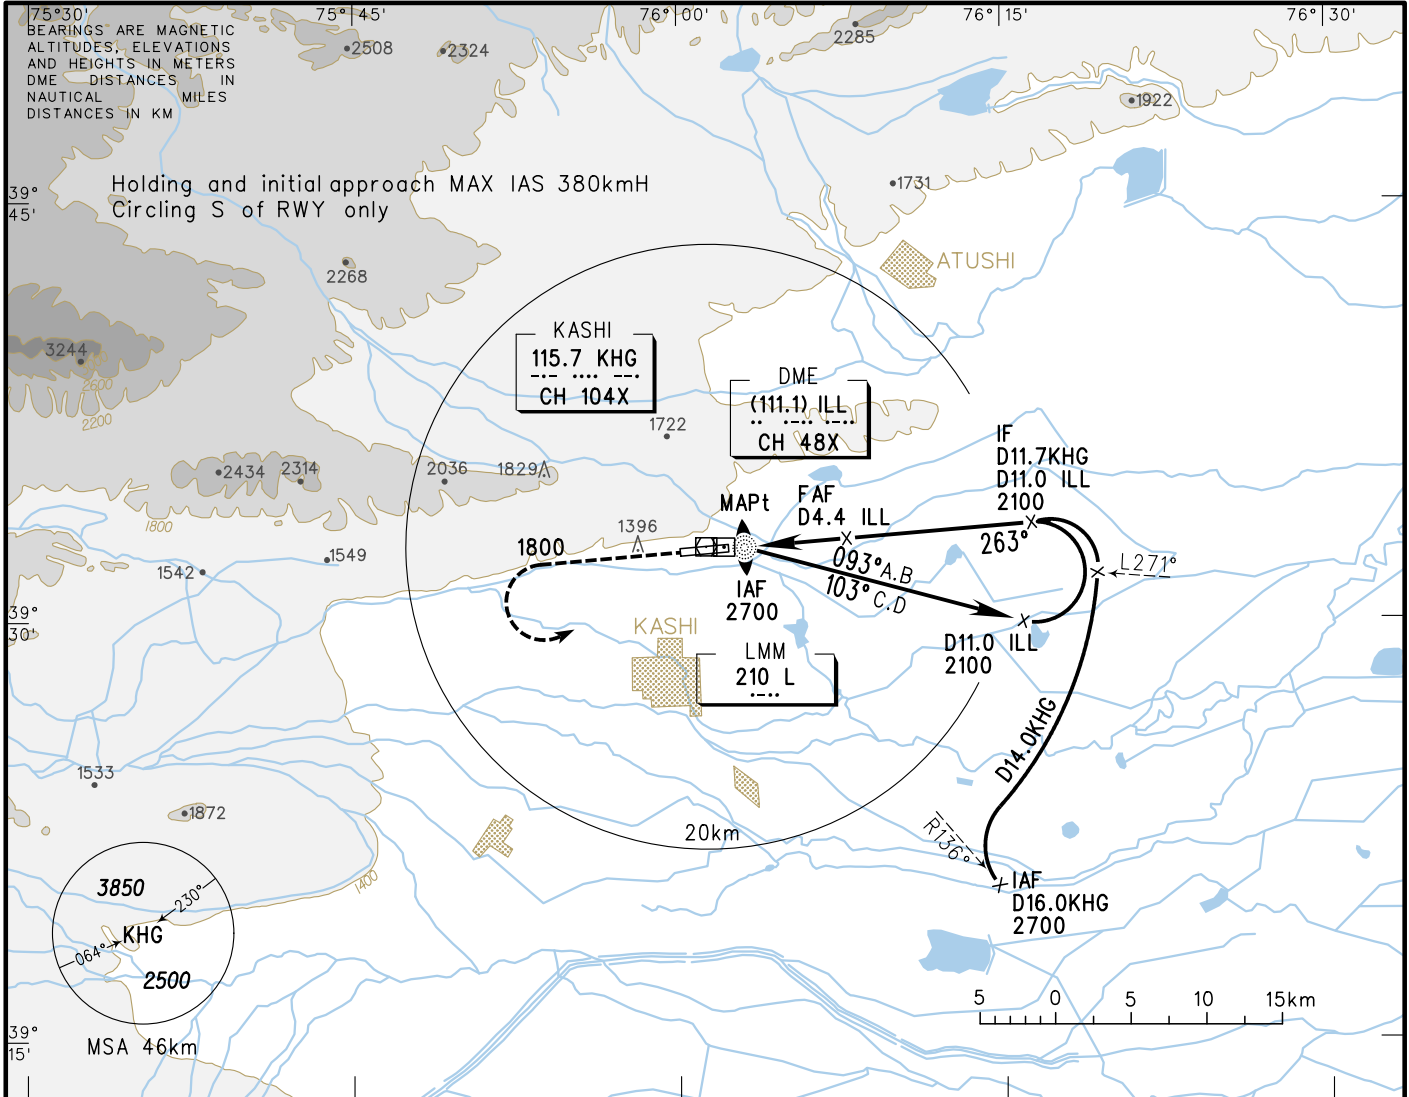 75°30'
75°45'
76°00'
76°15'
76°30'
BEARINGS ARE MAGNETIC
ALTITUDES, ELEVATIONS
AND HEIGHTS IN METERS
DME DISTANCES IN
NAUTICAL MILES
DISTANCES IN KM
2508
2324
2285
1922
Holding and initial approach MAX IAS 380kmH
Circling S of RWY only
1731
39°
45'
ATUSHI
2268
KASHI
115.7 KHG
CH 104X
3244
2600
2200
DME
(111.1) ILL
CH 48X
1722
2434
2314
2036
1829
IF
D11.7KHG
D11.0 ILL
2100
MAPt
FAF
D4.4 ILL
1800
1396
1800
263°
1549
1542
093°A.B
103°C.D
L271°
IAF
2700
39°
30'
KASHI
D11.0 ILL
2100
LMM
210 L
D14.0KHG
1533
1872
20km
R136°
1400
IAF
D16.0KHG
2700
3850
230°
KHG
064°
2500
5 0 5 10 15km
39°
15'
MSA 46km